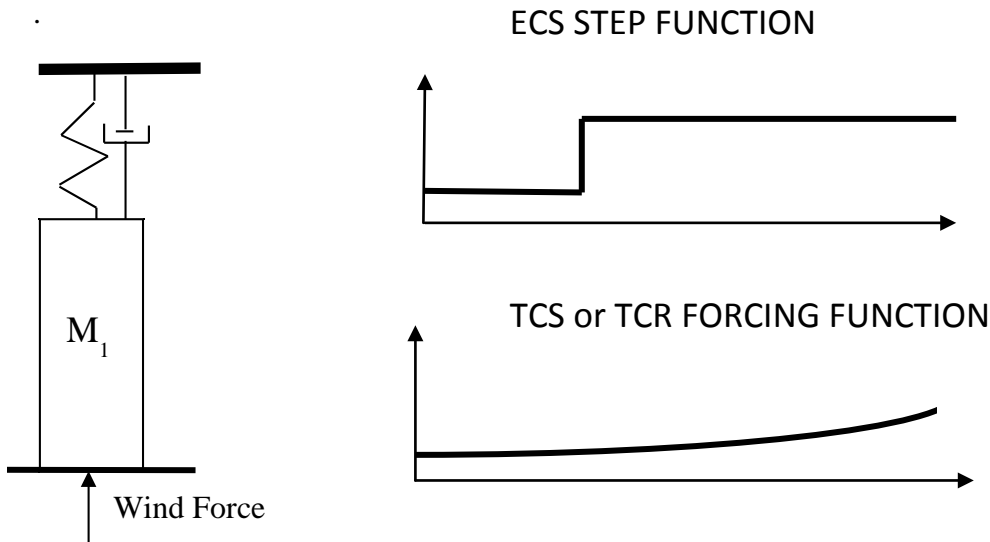 ECS STEP FUNCTION
TCS or TCR FORCING FUNCTION
M1
Wind Force